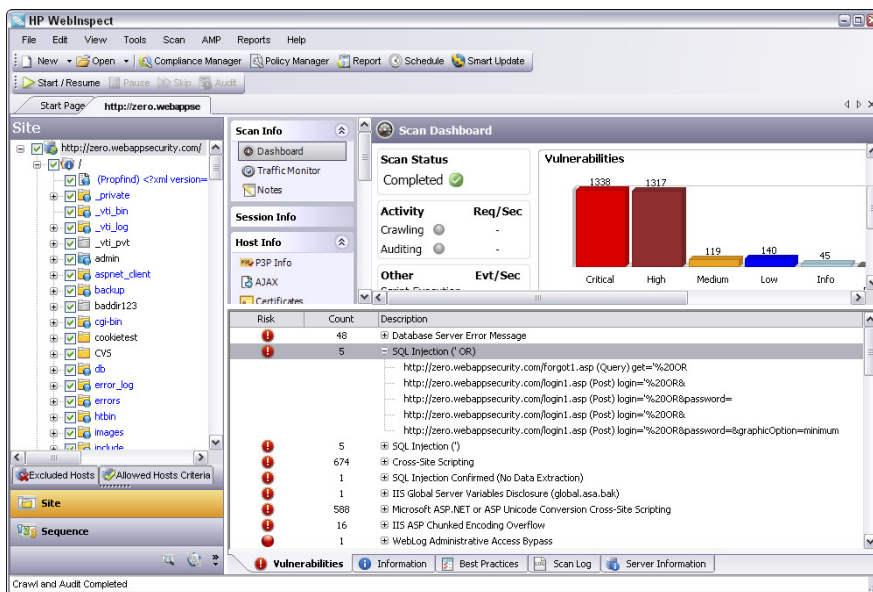 HP WebInspect
File Edit View Tools Scan AMP Reports Help
New Open Compliance Manager Policy Manager Report Schedule Smart Update
Start / Resume Pause Skip Audit
Start Page http://zero.webappse
Site
http://zero.webappsecurity.com/
/
(Propfind) <?xml version=
_private
_vti_bin
_vti_log
_vti_pvt
admin
aspnet_client
backup
baddir123
cgi-bin
cookietest
CVS
db
error_log
errors
htbin
images
include
Excluded Hosts Allowed Hosts Criteria
Site
Sequence
Scan Info
Dashboard
Traffic Monitor
Notes
Session Info
Host Info
P3P Info
AJAX
Certificates
Scan Dashboard
Scan Status
Completed
Activity Req/Sec
Crawling -
Auditing -
Other Evt/Sec
Script Execution
Vulnerabilities
1338 1317 119 140 45
Critical High Medium Low Info
Risk Count Description
48 Database Server Error Message
5 SQL Injection (' OR)
http://zero.webappsecurity.com/forgot1.asp (Query) get='%20OR
http://zero.webappsecurity.com/login1.asp (Post) login='%20OR&
http://zero.webappsecurity.com/login1.asp (Post) login='%20OR&password=
http://zero.webappsecurity.com/login1.asp (Post) login='%20OR&
http://zero.webappsecurity.com/login1.asp (Post) login='%20OR&password=&graphicOption=minimum
5 SQL Injection (')
674 Cross-Site Scripting
1 SQL Injection Confirmed (No Data Extraction)
1 IIS Global Server Variables Disclosure (global.asa.bak)
588 Microsoft ASP.NET or ASP Unicode Conversion Cross-Site Scripting
16 IIS ASP Chunked Encoding Overflow
1 WebLog Administrative Access Bypass
Vulnerabilities Information Best Practices Scan Log Server Information
Crawl and Audit Completed